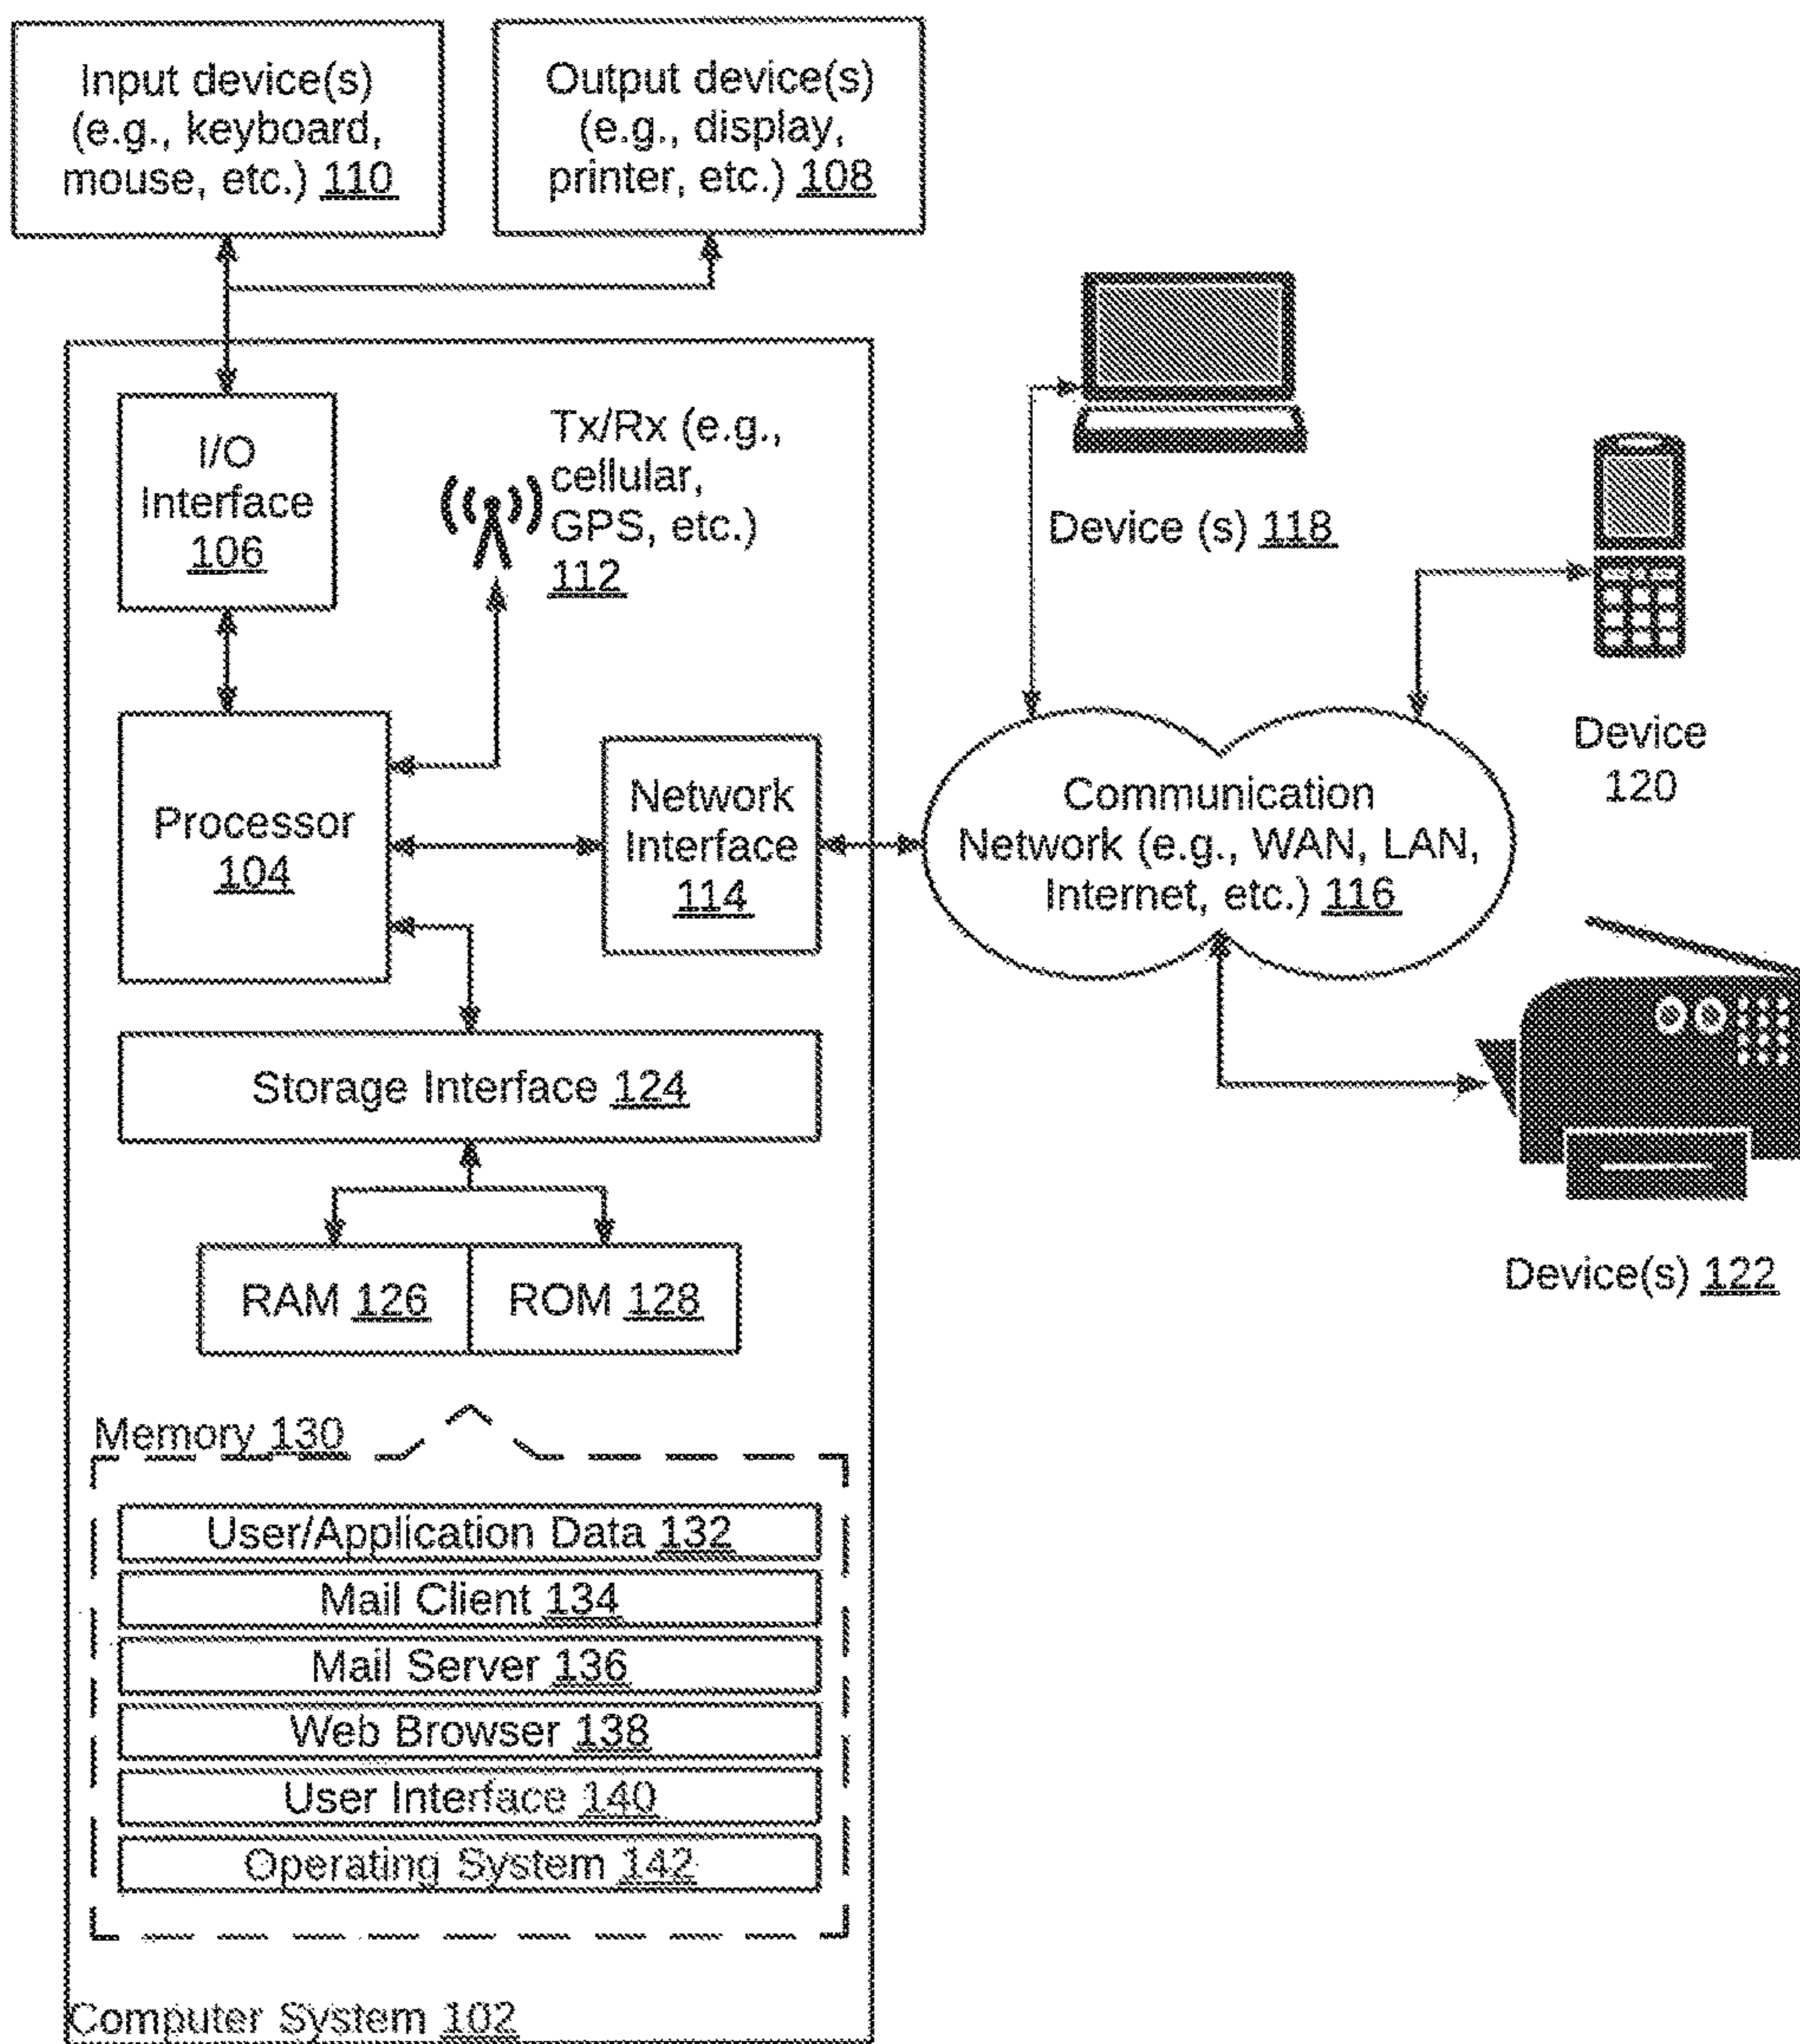 Input device(s)
(e.g., keyboard,
mouse, etc.) 110
Output device(s)
(e.g., display,
printer, etc.) 108
I/O
Interface
106
Tx/Rx (e.g.,
cellular,
GPS, etc.)
112
Device (s) 118
Device
120
Processor
104
Network
Interface
114
Communication
Network (e.g., WAN, LAN,
Internet, etc.) 116
Storage Interface 124
Device(s) 122
RAM 126
ROM 128
Memory 130
User/Application Data 132
Mail Client 134
Mail Server 136
Web Browser 138
User Interface 140
Operating System 142
Computer System 102